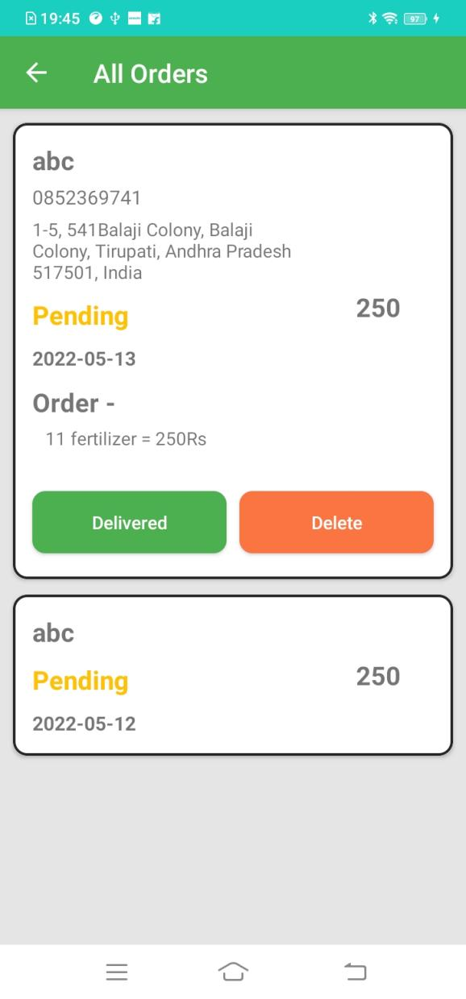 19:45
97
All Orders
abc
0852369741
1-5, 541Balaji Colony, Balaji
Colony, Tirupati, Andhra Pradesh
517501, India
Pending
250
2022-05-13
Order -
11 fertilizer = 250Rs
Delivered
Delete
abc
Pending
250
2022-05-12